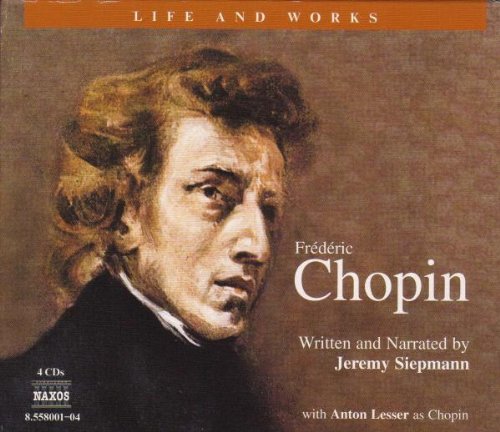 LIFE AND WORKS
Frédéric
Chopin
Written and Narrated by
Jeremy Siepmann
with Anton Lesser as Chopin
4 CDs
NAXOS
8.558001–04